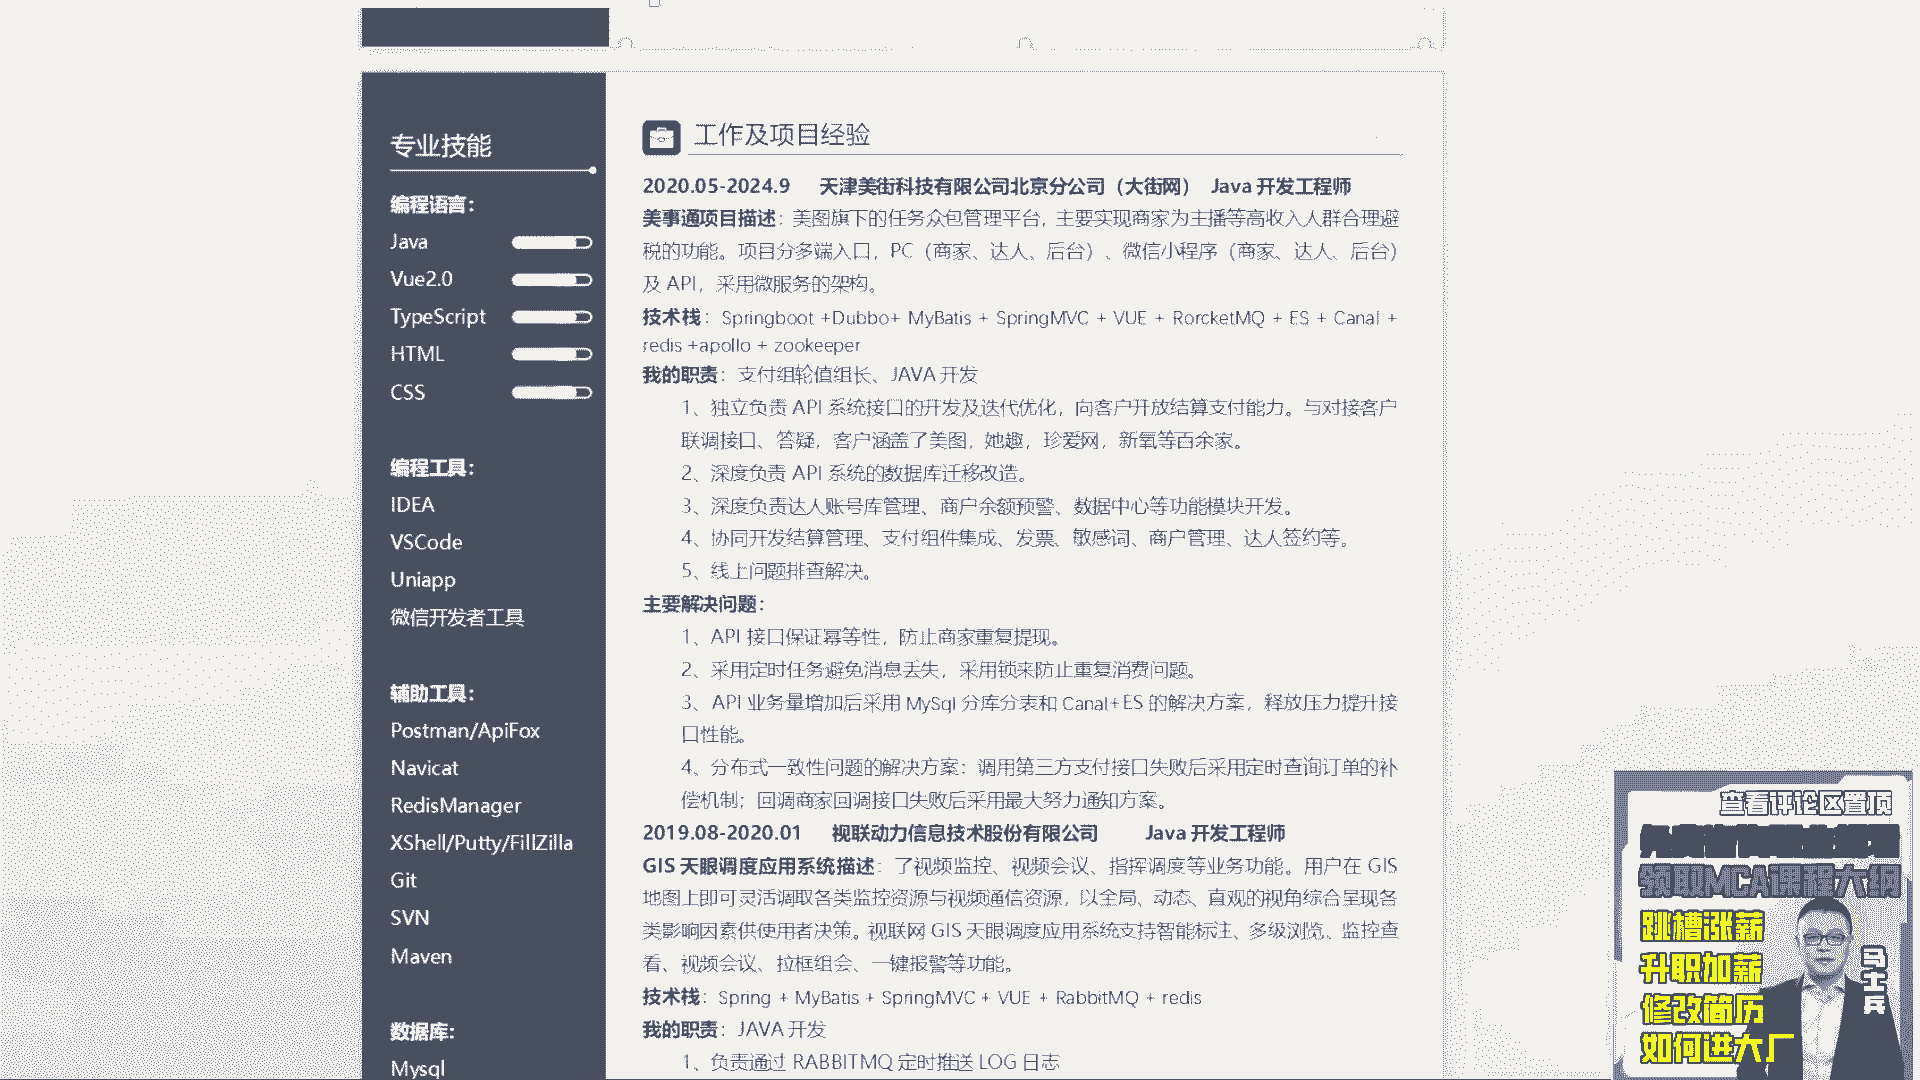 专业技能
编程语言：
Java
Vue2.0
TypeScript
HTML
CSS
编程工具：
IDEA
VSCode
Uniapp
微信开发者工具
辅助工具：
Postman/ApiFox
Navicat
RedisManager
XShell/Putty/FillZilla
Git
SVN
Maven
数据库：
Mysql
工作及项目经验
2020.05-2024.9 天津美街科技有限公司北京分公司（大街网） Java 开发工程师
美事通项目描述：美图旗下的任务众包管理平台，主要实现商家为主播等高收入人群合理避
税的功能。项目分多端入口，PC（商家、达人、后台）、微信小程序（商家、达人、后台）
及 API，采用微服务的架构。
技术栈：Springboot +Dubbo+ MyBatis + SpringMVC + VUE + RorcketMQ + ES + Canal +
redis +apollo + zookeeper
我的职责：支付组轮值组长、JAVA 开发
1、独立负责 API 系统接口的开发及迭代优化，向客户开放结算支付能力。与对接客户
联调接口、答疑，客户涵盖了美图，她趣，珍爱网，新氧等百余家。
2、深度负责 API 系统的数据库迁移改造。
3、深度负责达人账号库管理、商户余额预警、数据中心等功能模块开发。
4、协同开发结算管理、支付组件集成、发票、敏感词、商户管理、达人签约等。
5、线上问题排查解决。
主要解决问题：
1、API 接口保证幂等性，防止商家重复提现。
2、采用定时任务避免消息丢失，采用锁来防止重复消费问题。
3、API 业务量增加后采用 MySql 分库分表和 Canal+ES 的解决方案，释放压力提升接
口性能。
4、分布式一致性问题的解决方案：调用第三方支付接口失败后采用定时查询订单的补
偿机制；回调商家回调接口失败后采用最大努力通知方案。
2019.08-2020.01 视联动力信息技术股份有限公司 Java 开发工程师
GIS 天眼调度应用系统描述：了视频监控、视频会议、指挥调度等业务功能。用户在 GIS
地图上即可灵活调取各类监控资源与视频通信资源，以全局、动态、直观的视角综合呈现各
类影响因素供使用者决策。视联网 GIS 天眼调度应用系统支持智能标注、多级浏览、监控查
看、视频会议、拉框组会、一键报警等功能。
技术栈：Spring + MyBatis + SpringMVC + VUE + RabbitMQ + redis
我的职责：JAVA 开发
1、负责通过 RABBITMQ 定时推送 LOG 日志
查看评论区置顶
领取MCA课程大纲
跳槽涨薪
升职加薪
修改简历
如何进大厂
马士兵